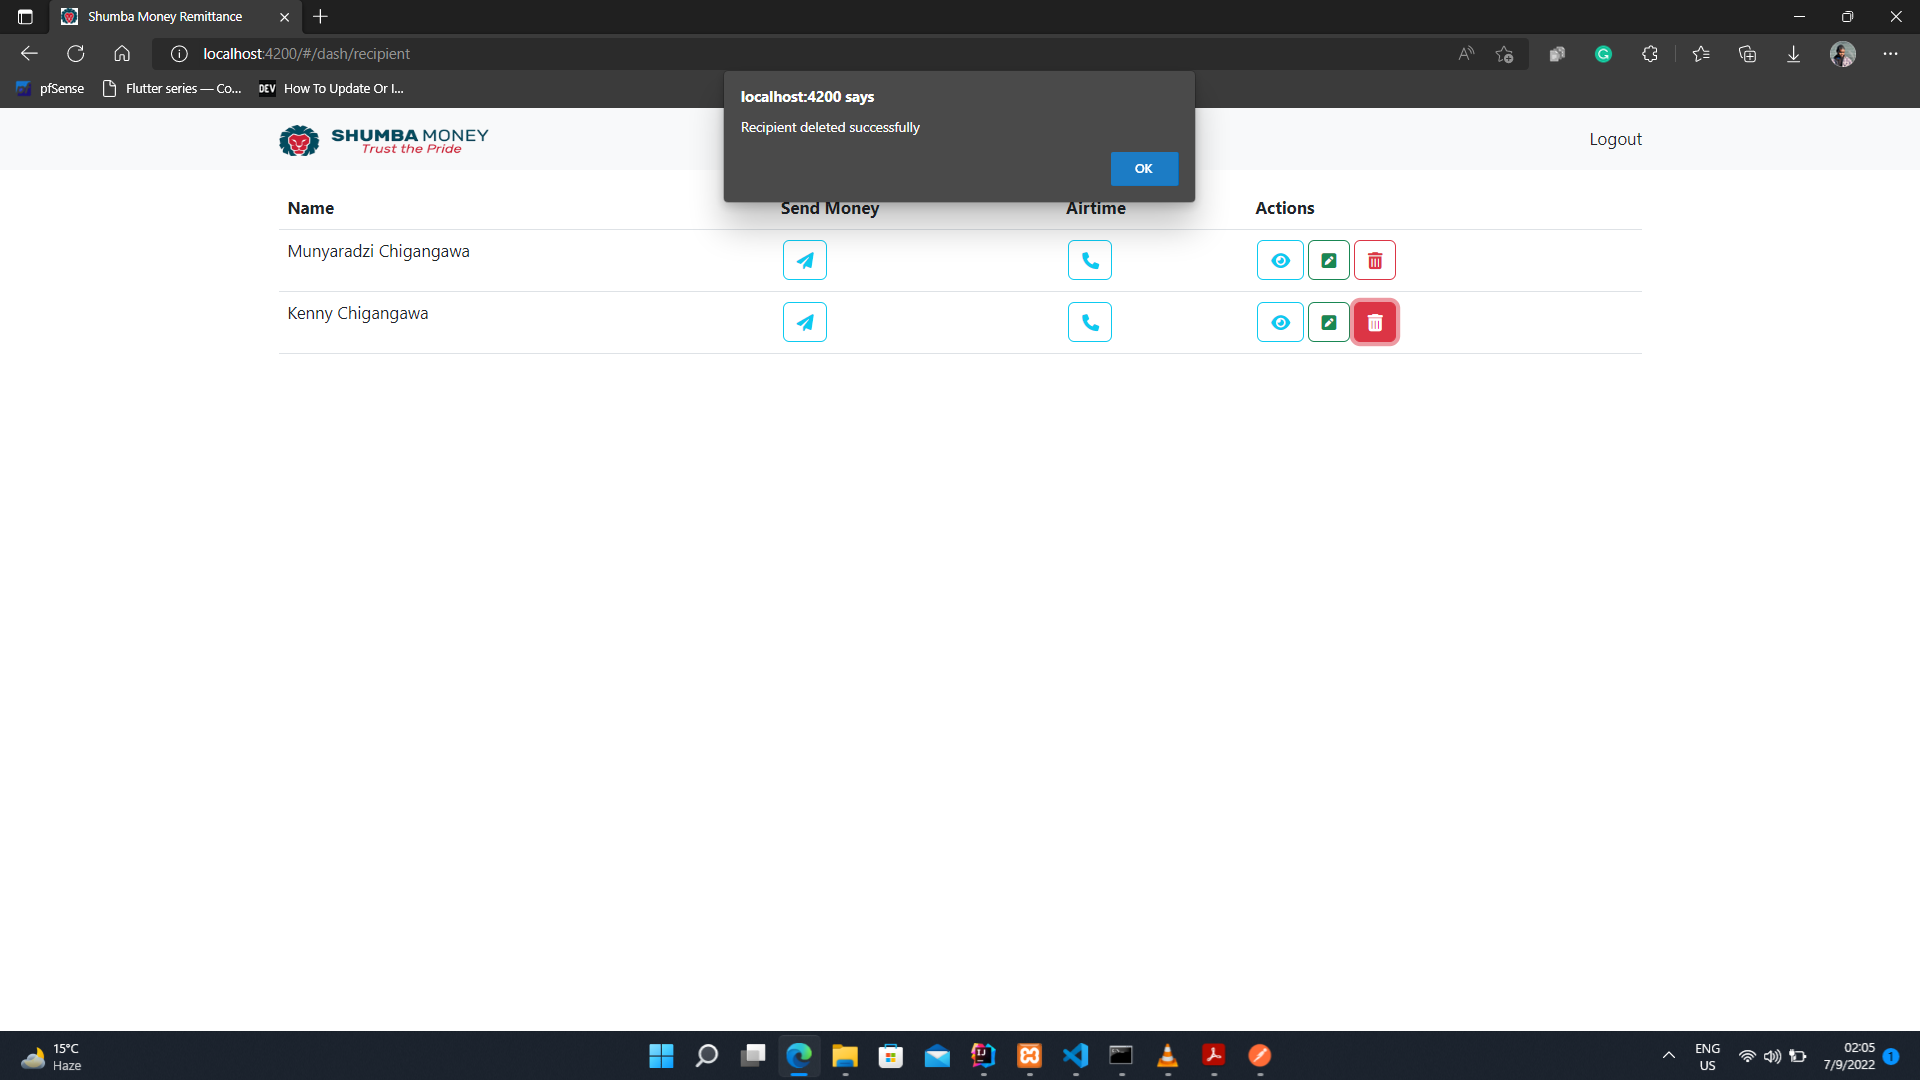 Shumba Money Remittance
localhost:4200/#/dash/recipient
pfSense
Flutter series — Co...
DEV
How To Update Or I...
localhost:4200 says
Recipient deleted successfully
OK
SHUMBA MONEY
Trust the Pride
Logout
Name
Send Money
Airtime
Actions
Munyaradzi Chigangawa
Kenny Chigangawa
15°C
Haze
ENG
US
02:05
7/9/2022
1